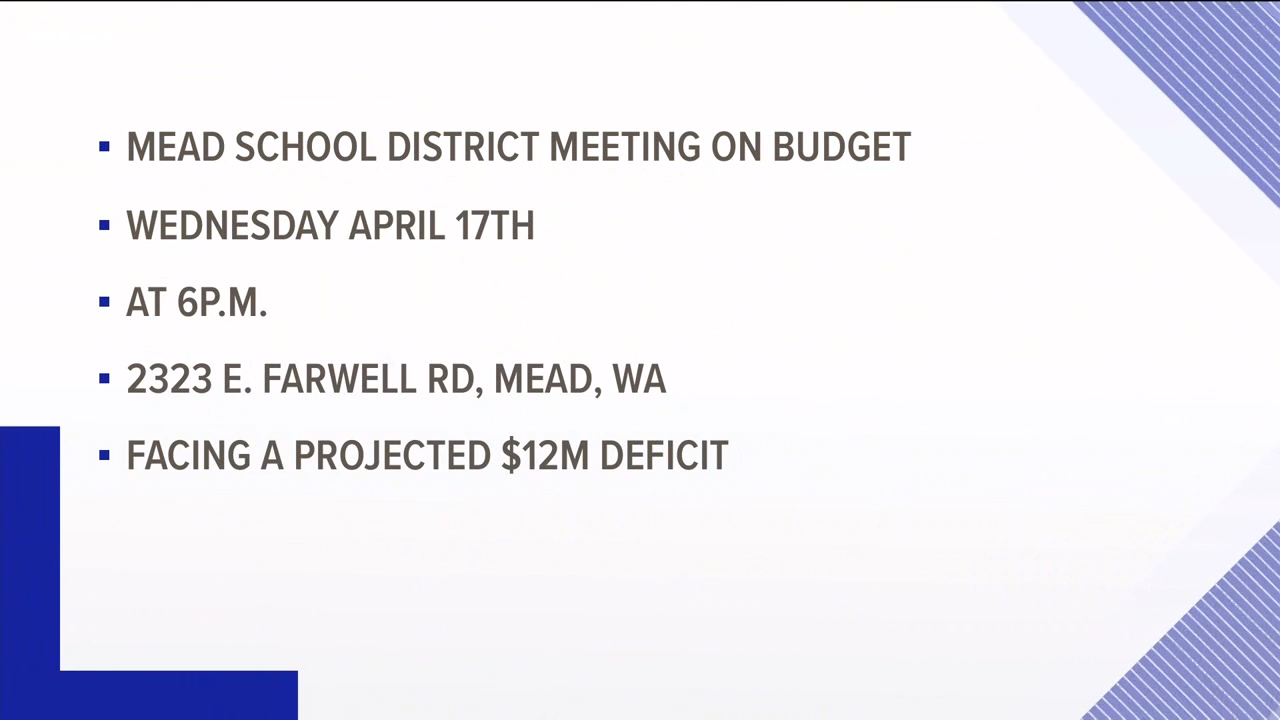 MEAD SCHOOL DISTRICT MEETING ON BUDGET
WEDNESDAY APRIL 17TH
AT 6P.M.
2323 E. FARWELL RD, MEAD, WA
FACING A PROJECTED $12M DEFICIT